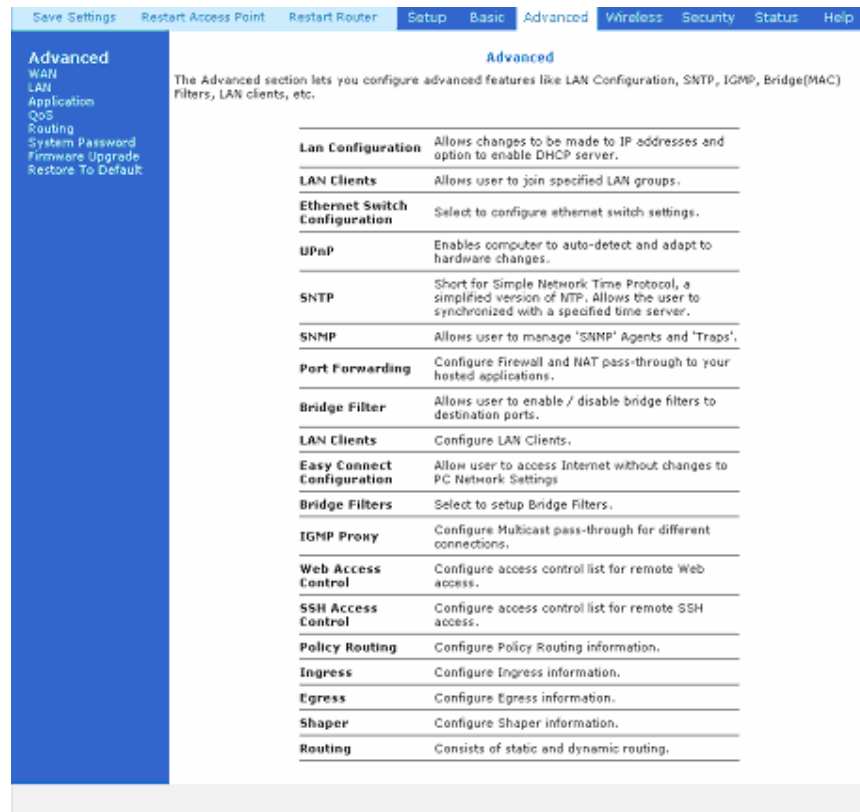 Save Settings Restart Access Point Restart Router Setup Basic Advanced Wireless Security Status Help
Advanced
WAN
LAN
Application
QoS
Routing
System Password
Firmware Upgrade
Restore To Default
Advanced
The Advanced section lets you configure advanced features like LAN Configuration, SNTP, IGMP, Bridge(MAC)
Filters, LAN clients, etc.
Lan Configuration
Allows changes to be made to IP addresses and
option to enable DHCP server.
LAN Clients
Allows user to join specified LAN groups.
Ethernet Switch
Configuration
Select to configure ethernet switch settings.
UPnP
Enables computer to auto-detect and adapt to
hardware changes.
SNTP
Short for Simple Network Time Protocol, a
simplified version of NTP. Allows the user to
synchronized with a specified time server.
SNMP
Allows user to manage 'SNMP' Agents and 'Traps'.
Port Forwarding
Configure Firewall and NAT pass-through to your
hosted applications.
Bridge Filter
Allows user to enable / disable bridge filters to
destination ports.
LAN Clients
Configure LAN Clients.
Easy Connect
Configuration
Allow user to access Internet without changes to
PC Network Settings
Bridge Filters
Select to setup Bridge Filters.
IGMP Proxy
Configure Multicast pass-through for different
connections.
Web Access
Control
Configure access control list for remote Web
access.
SSH Access
Control
Configure access control list for remote SSH
access.
Policy Routing
Configure Policy Routing information.
Ingress
Configure Ingress information.
Egress
Configure Egress information.
Shaper
Configure Shaper information.
Routing
Consists of static and dynamic routing.